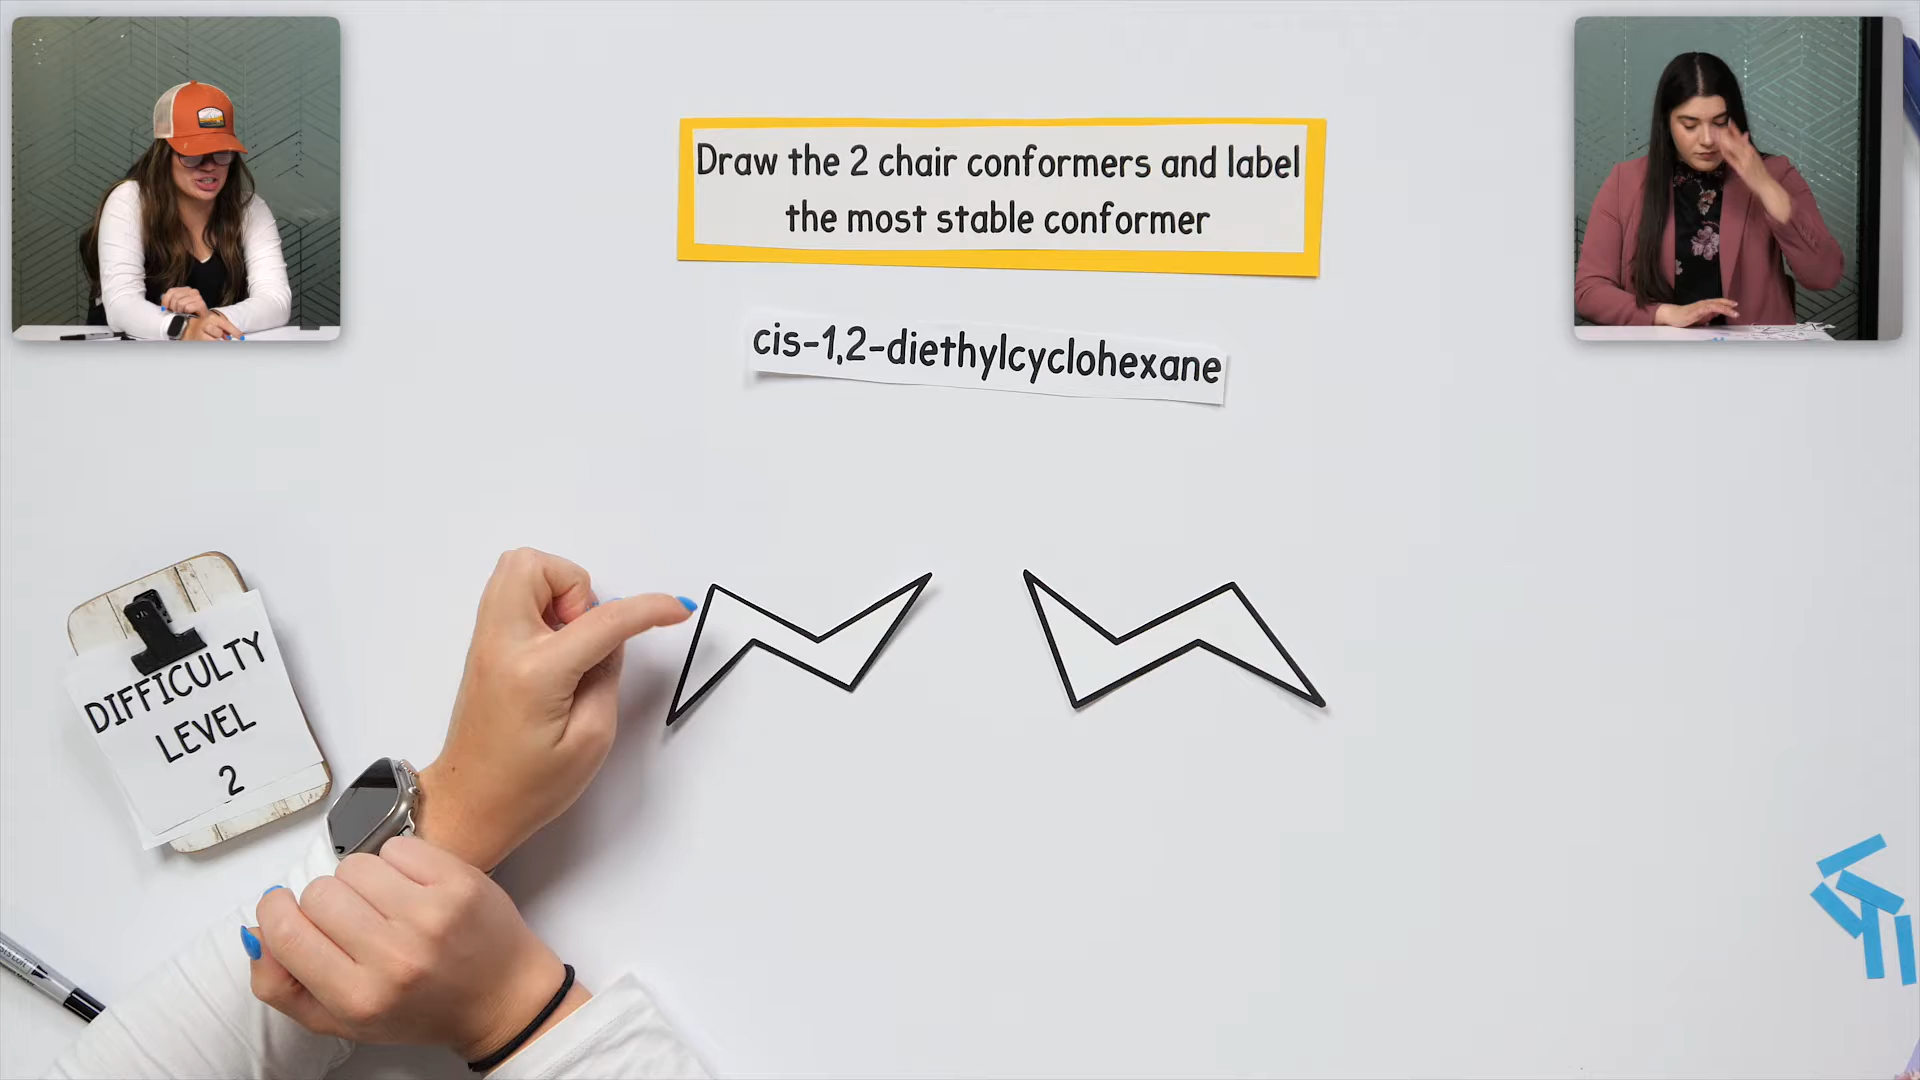 Draw the 2 chair conformers and label
the most stable conformer
cis-1,2-diethylcyclohexane
DIFFICULTY
LEVEL
2